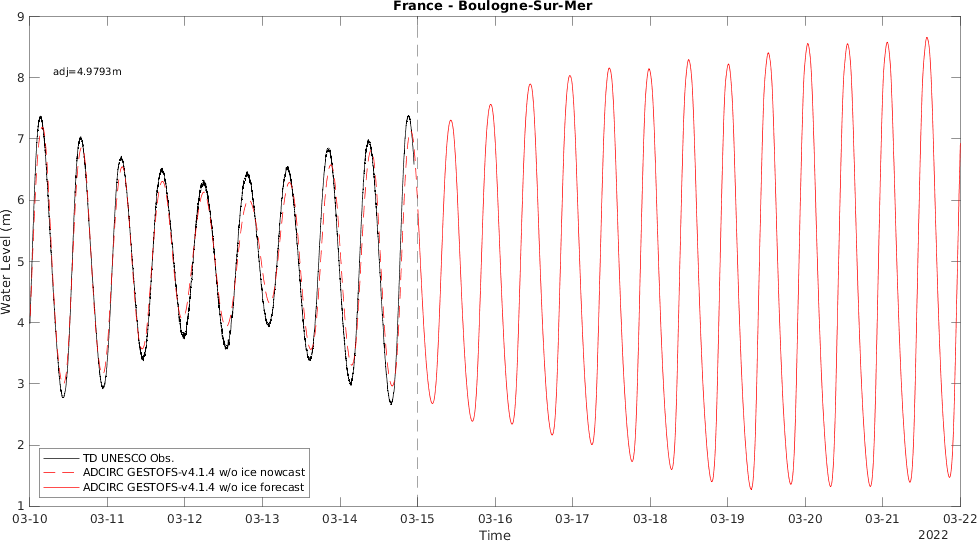 France - Boulogne-Sur-Mer
adj=4.9793m
Water Level (m)
9
8
7
6
5
4
3
2
1
TD UNESCO Obs.
ADCIRC GESTOFS-v4.1.4 w/o ice nowcast
ADCIRC GESTOFS-v4.1.4 w/o ice forecast
03-10 03-11 03-12 03-13 03-14 03-15 03-16 03-17 03-18 03-19 03-20 03-21 03-22
Time
2022